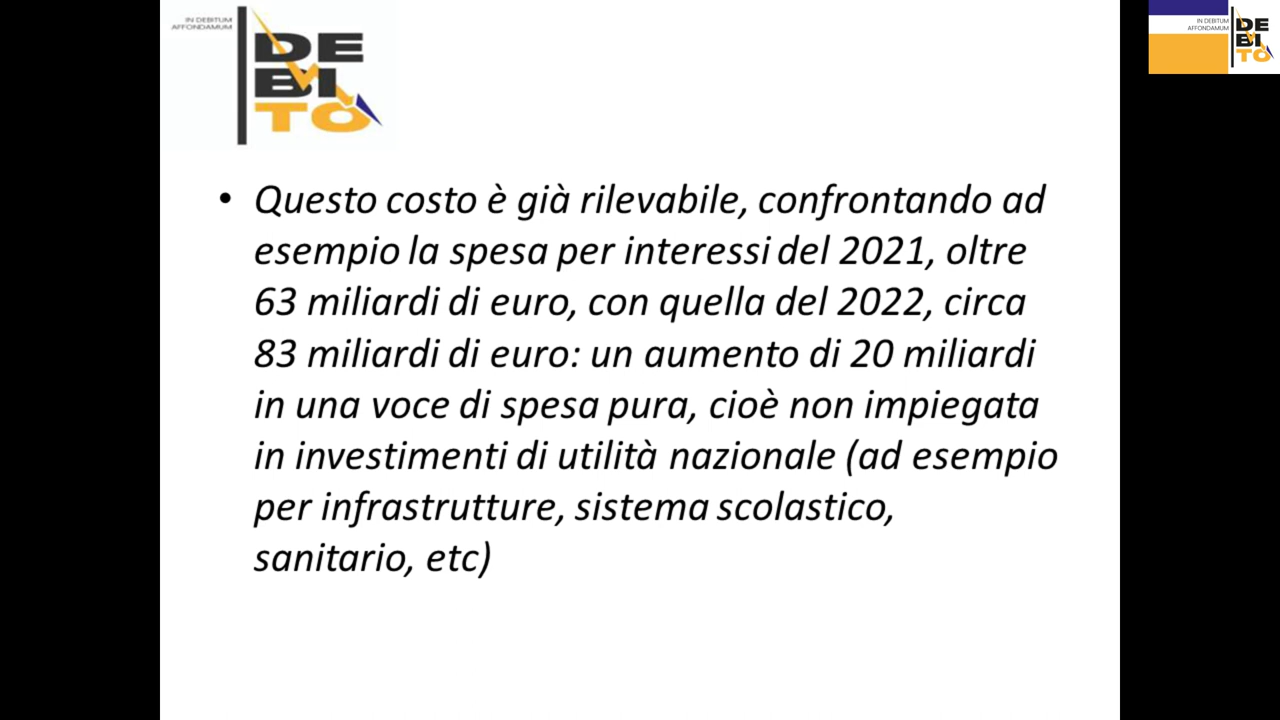 IN DEBITUM
AFFONDAMUM
DE
BI
TO
IN DEBITUM
AFFONDAMUM
DE
BI
TO
• Questo costo è già rilevabile, confrontando ad
esempio la spesa per interessi del 2021, oltre
63 miliardi di euro, con quella del 2022, circa
83 miliardi di euro: un aumento di 20 miliardi
in una voce di spesa pura, cioè non impiegata
in investimenti di utilità nazionale (ad esempio
per infrastrutture, sistema scolastico,
sanitario, etc)